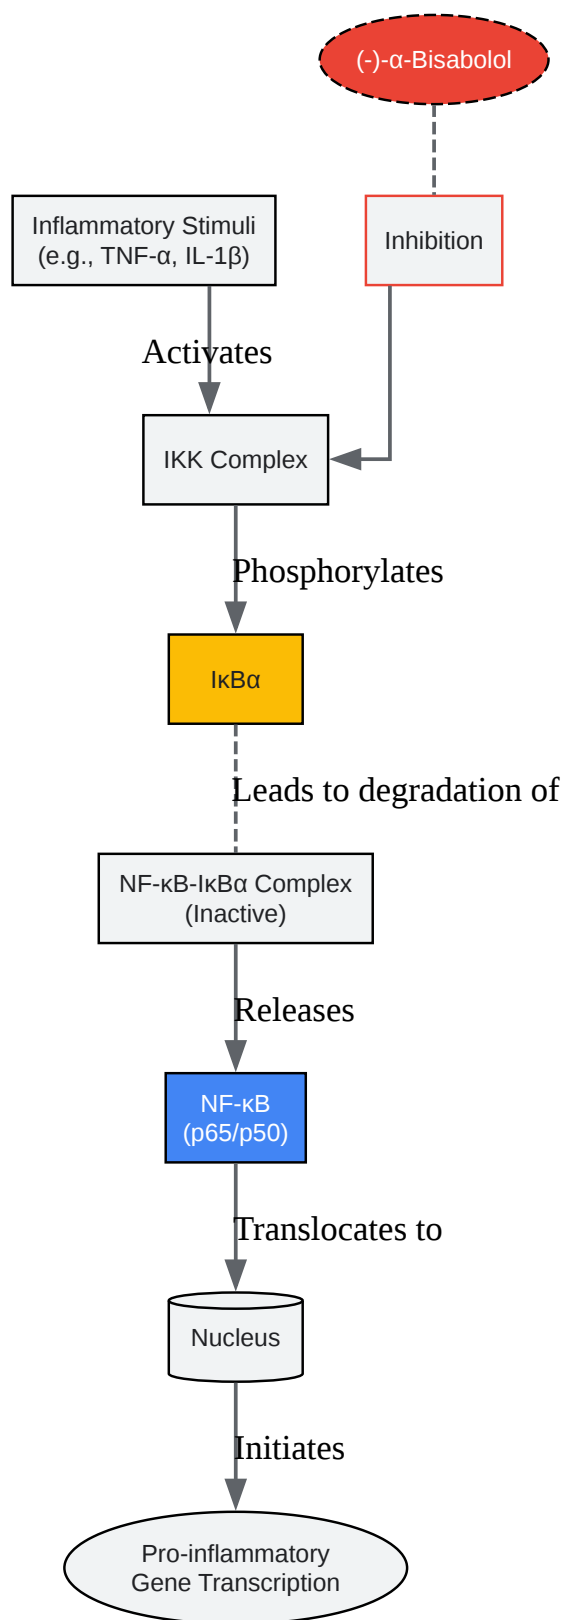 (-)-α-Bisabolol
Inflammatory Stimuli
(e.g., TNF-α, IL-1β)
Inhibition
Activates
IKK Complex
Phosphorylates
IκBα
Leads to degradation of
NF-κB-IκBα Complex
(Inactive)
Releases
NF-κB
(p65/p50)
Translocates to
Nucleus
Initiates
Pro-inflammatory
Gene Transcription